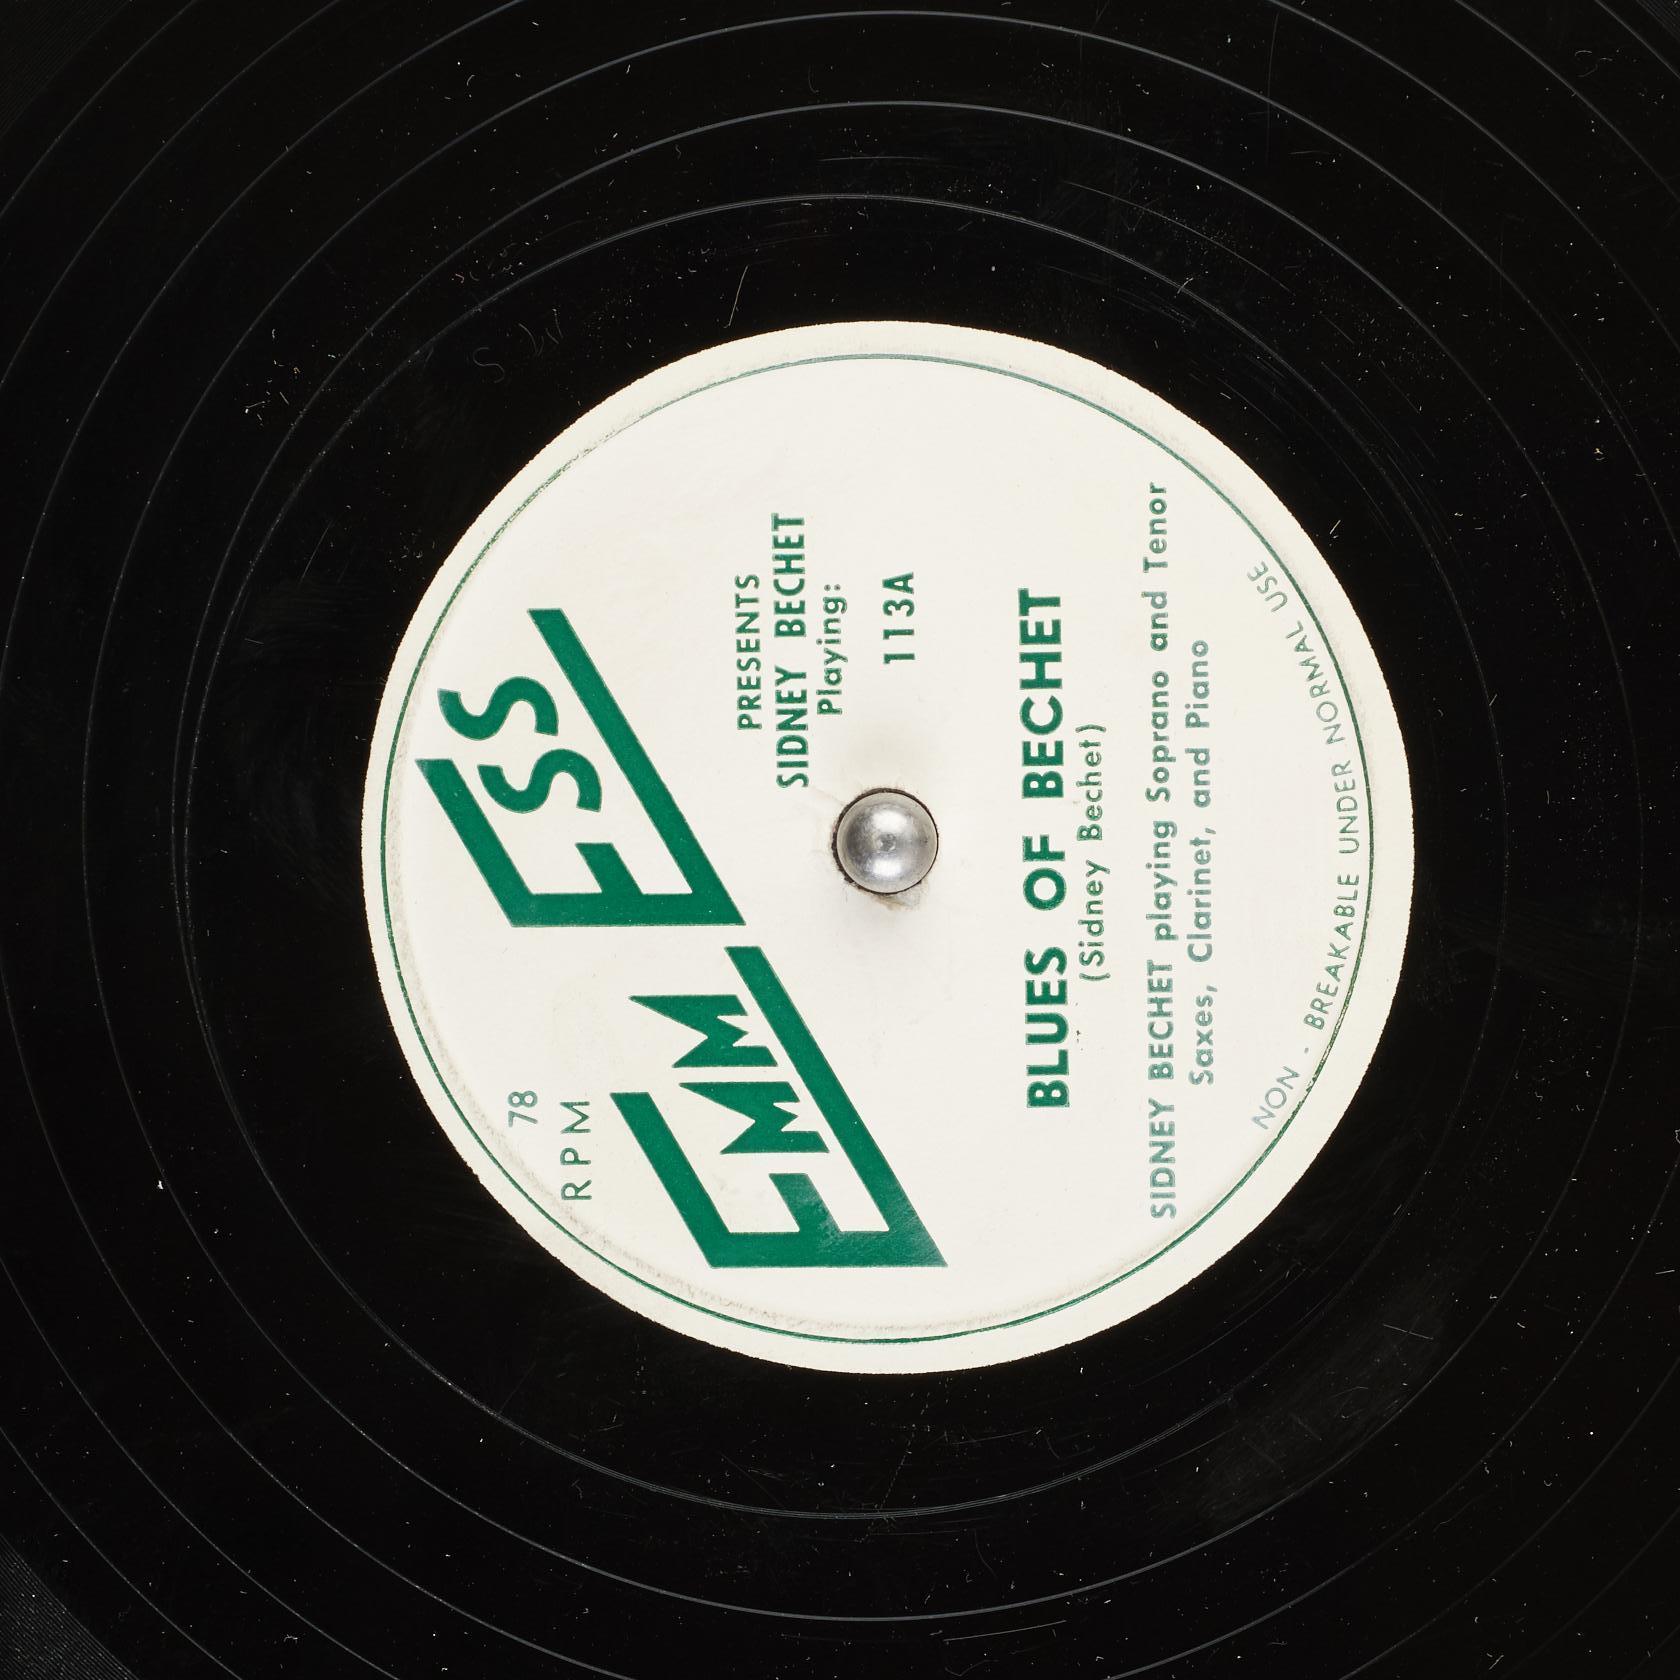 78
RPM
EMM ESS
PRESENTS
SIDNEY BECHET
Playing:
113A
BLUES OF BECHET
(Sidney Bechet)
SIDNEY BECHET playing Soprano and Tenor
Saxes, Clarinet, and Piano
NON - BREAKABLE UNDER NORMAL USE